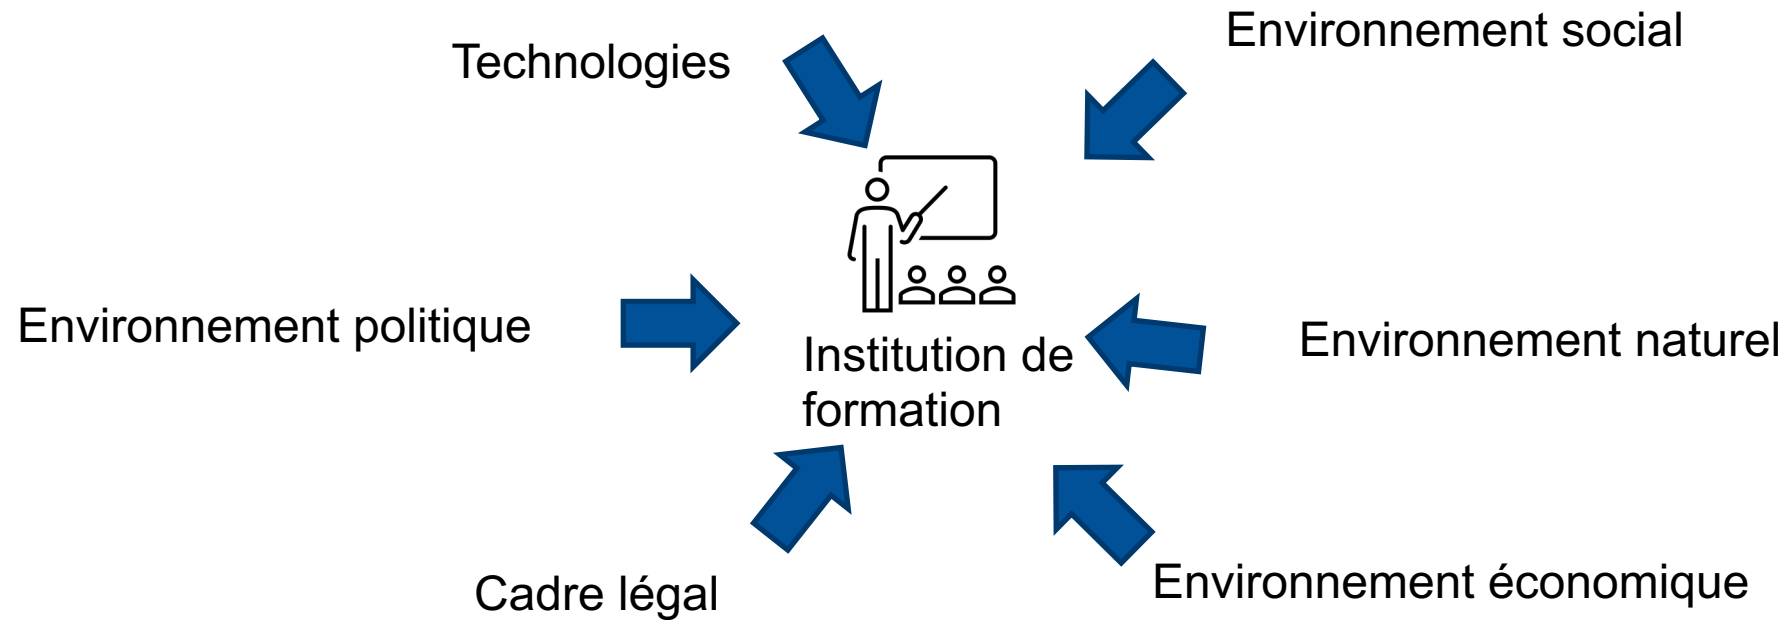 Environnement social
Technologies
Environnement politique
Institution de
formation
Environnement naturel
Cadre légal
Environnement économique